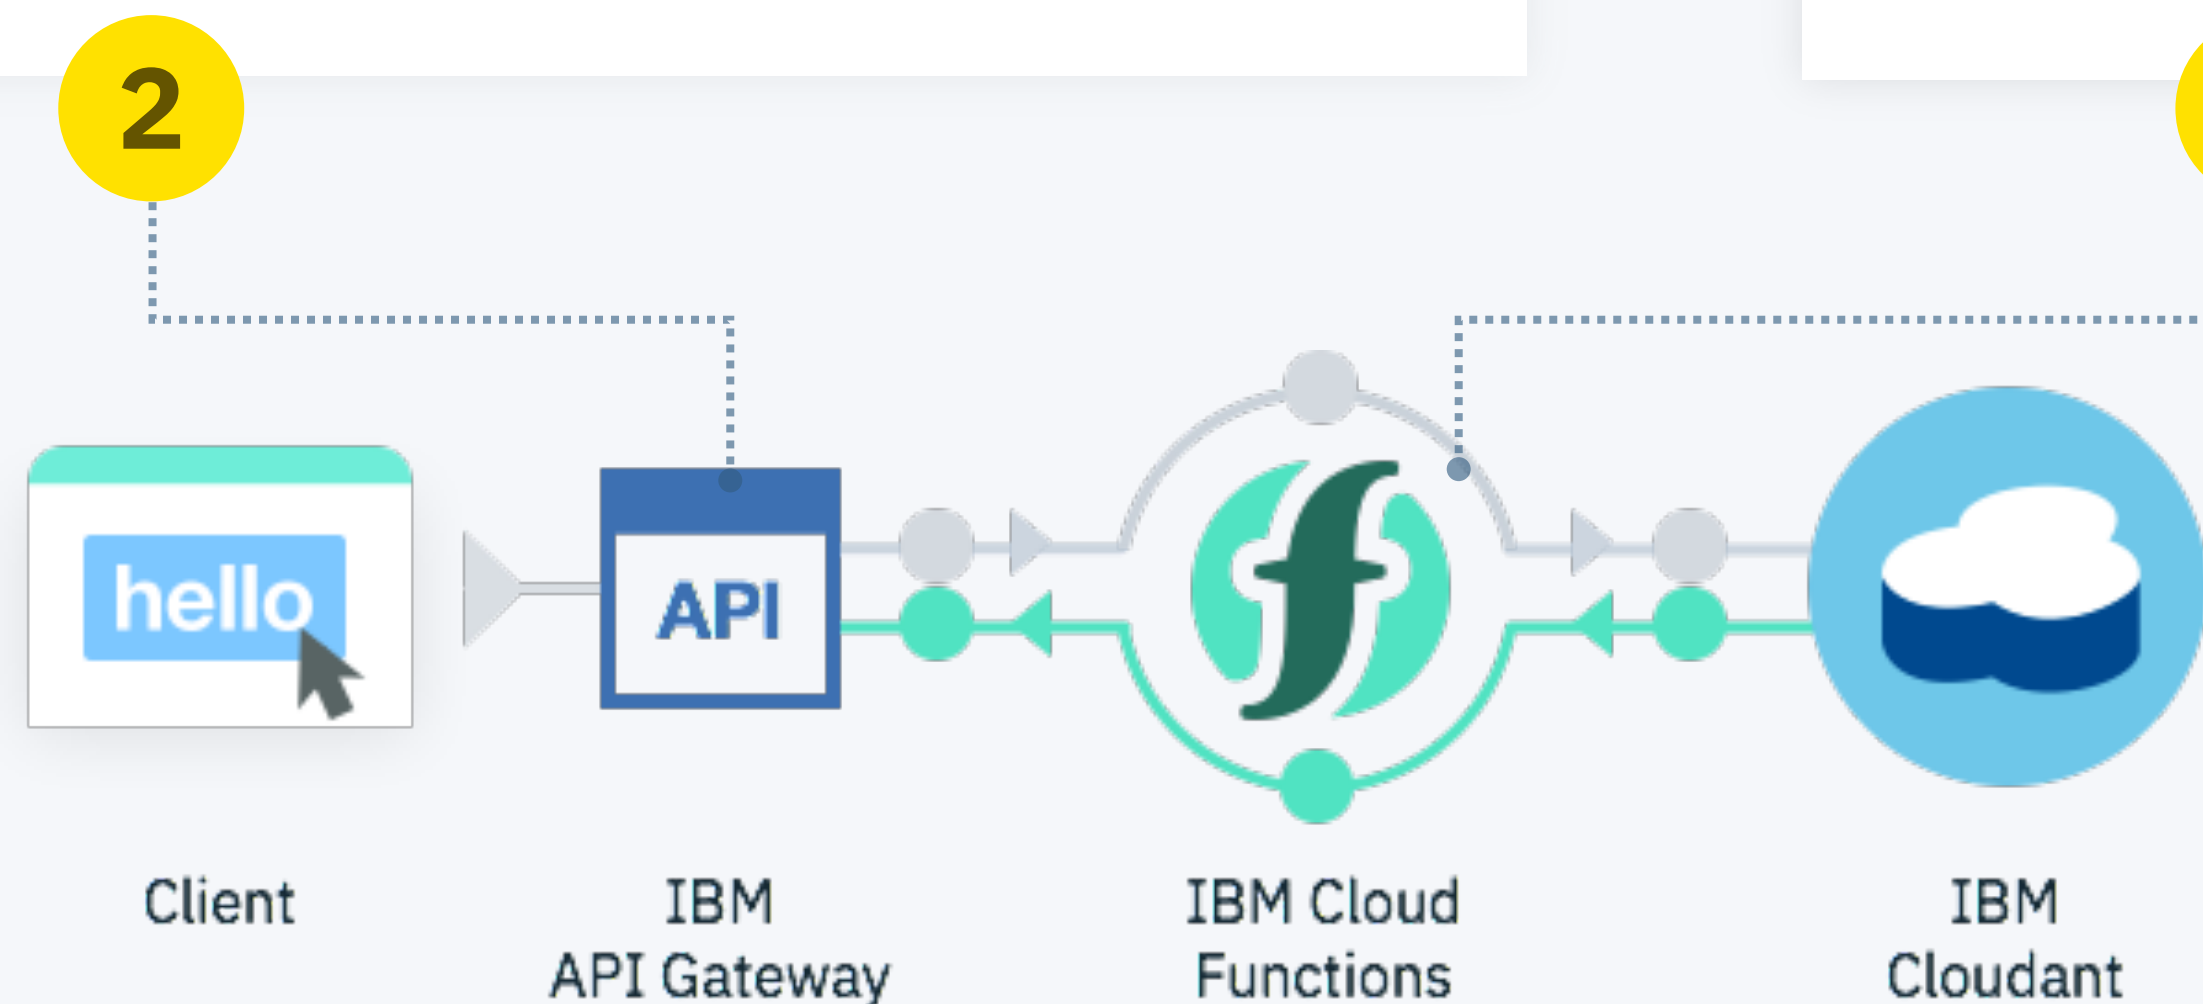 2
hello
API
Client
IBM
API Gateway
IBM Cloud
Functions
IBM
Cloudant